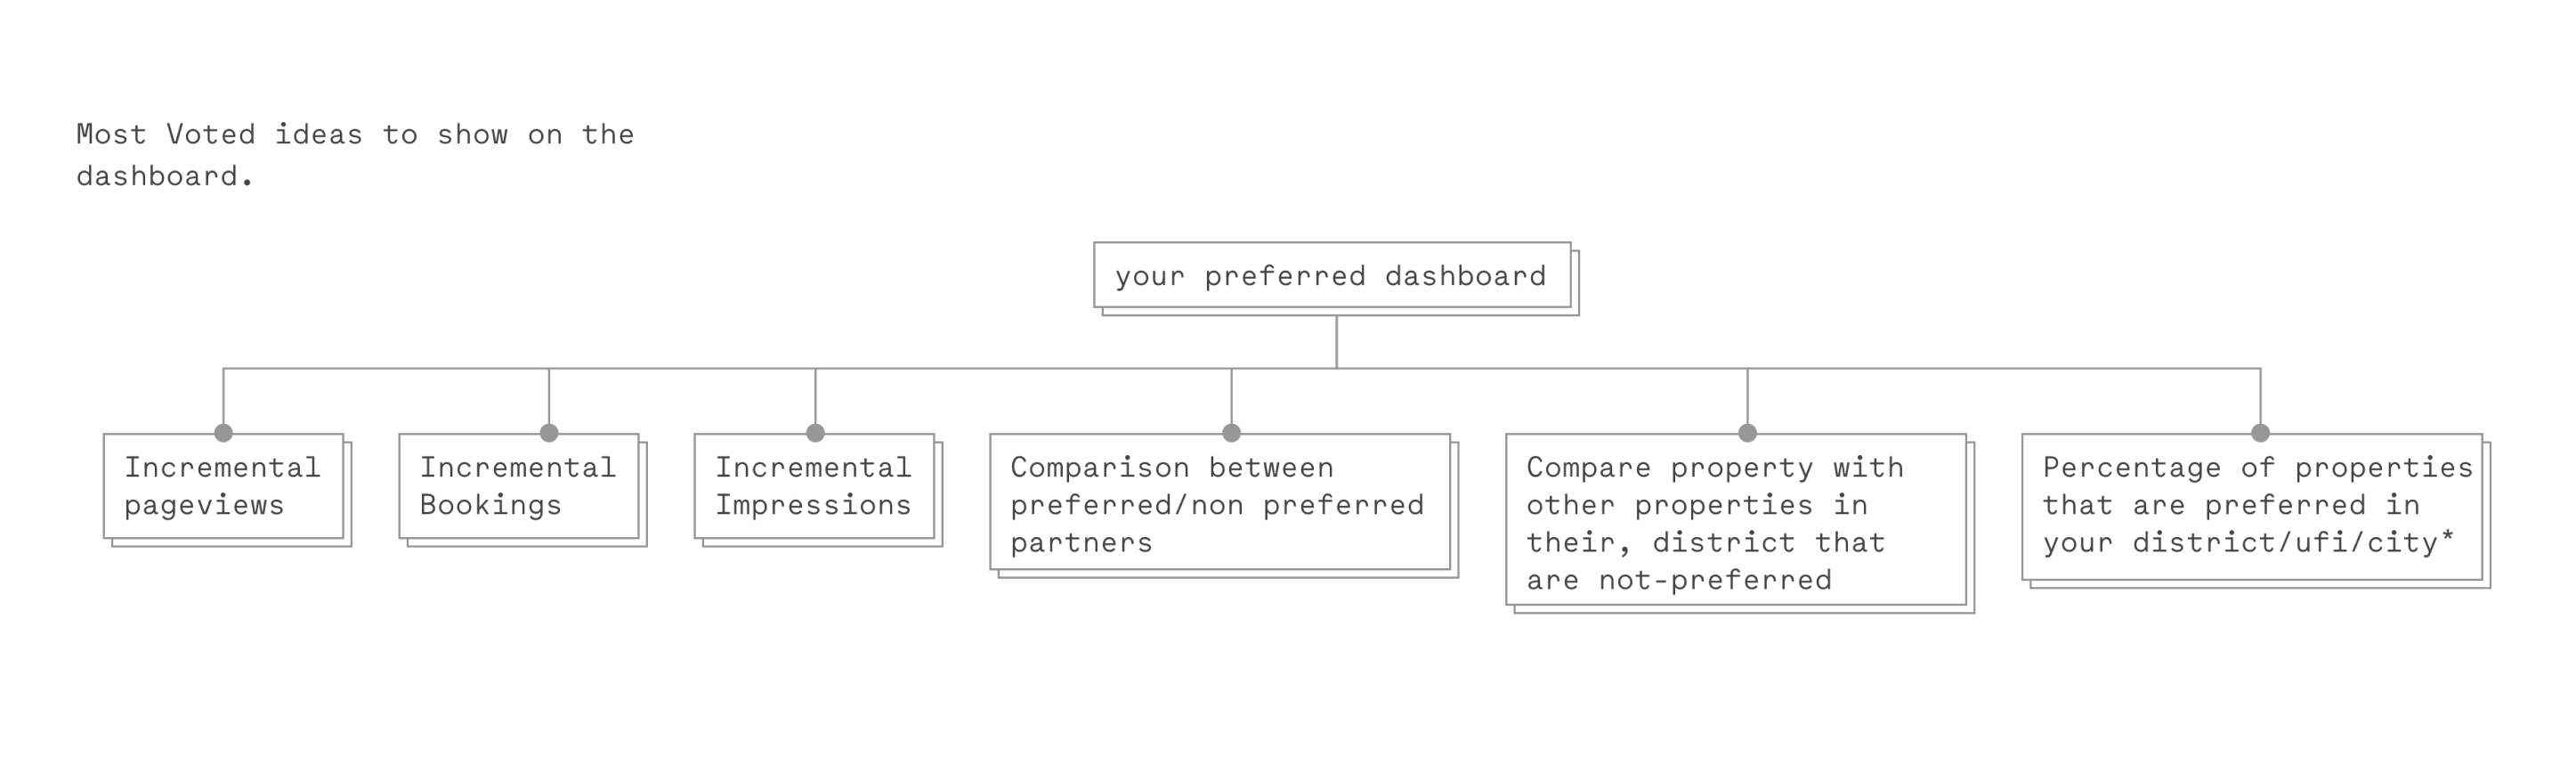 Most Voted ideas to show on the
dashboard.
your preferred dashboard
Incremental
pageviews
Incremental
Bookings
Incremental
Impressions
Comparison between
preferred/non preferred
partners
Compare property with
other properties in
their, district that
are not-preferred
Percentage of properties
that are preferred in
your district/ufi/city*